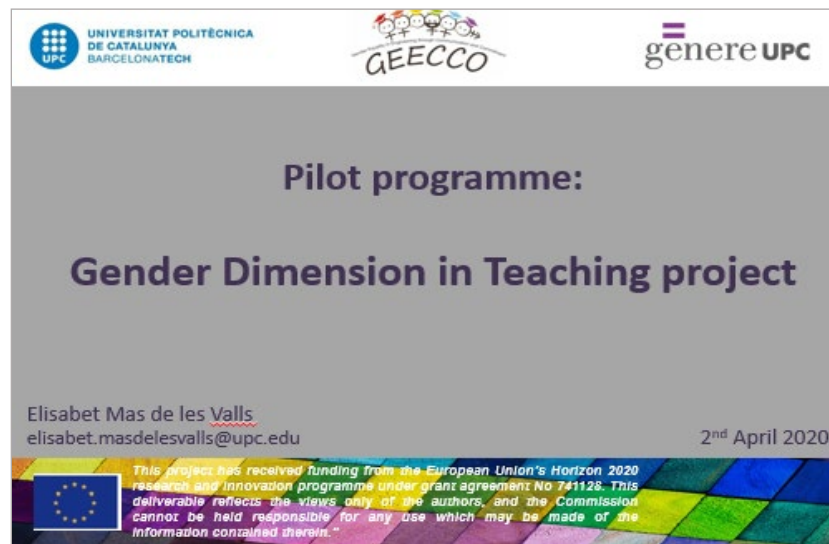 UNIVERSITAT POLITÈCNICA
DE CATALUNYA
BARCELONATECH
UPC
GEECCO
gènere UPC
Pilot programme:
Gender Dimension in Teaching project
Elisabet Mas de les Valls
elisabet.masdelesvalls@upc.edu
2nd April 2020
This project has received funding from the European Union's Horizon 2020
research and innovation programme under grant agreement No 741128. This
deliverable reflects the views only of the authors, and the Commission
cannot be held responsible for any use which may be made of the
information contained therein."